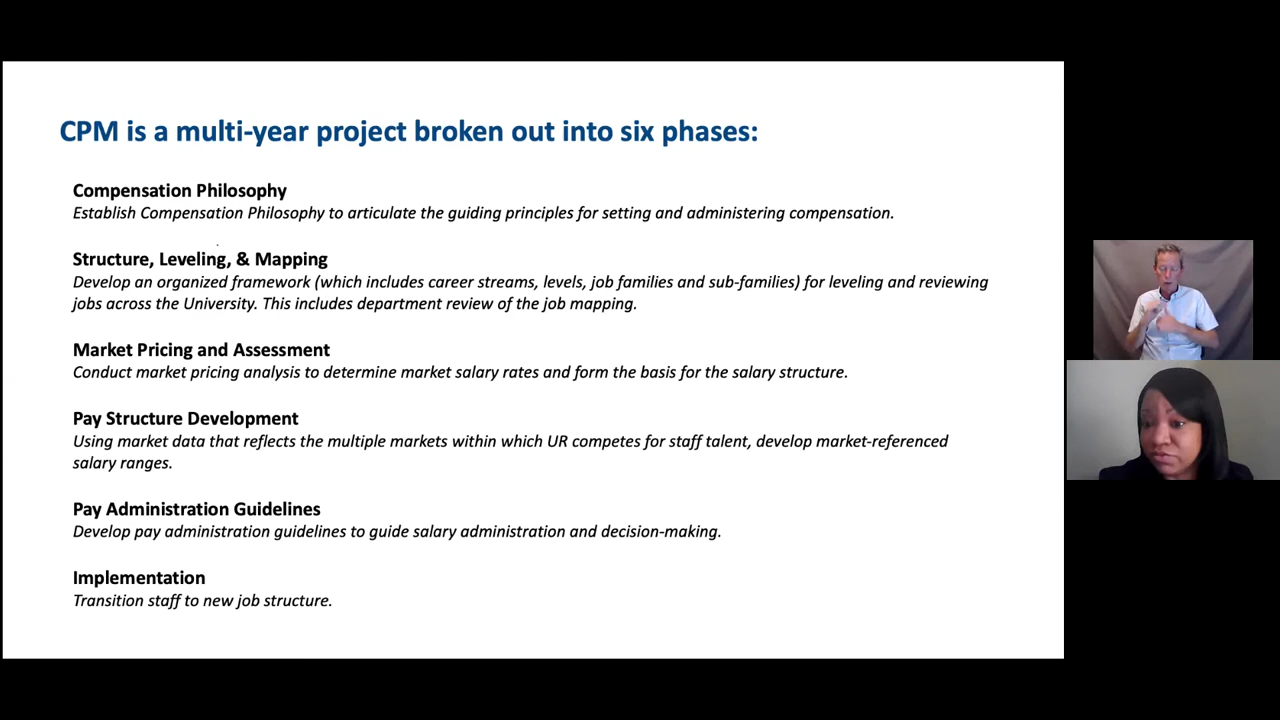 CPM is a multi-year project broken out into six phases:
Compensation Philosophy
Establish Compensation Philosophy to articulate the guiding principles for setting and administering compensation.
Structure, Leveling, & Mapping
Develop an organized framework (which includes career streams, levels, job families and sub-families) for leveling and reviewing
jobs across the University. This includes department review of the job mapping.
Market Pricing and Assessment
Conduct market pricing analysis to determine market salary rates and form the basis for the salary structure.
Pay Structure Development
Using market data that reflects the multiple markets within which UR competes for staff talent, develop market-referenced
salary ranges.
Pay Administration Guidelines
Develop pay administration guidelines to guide salary administration and decision-making.
Implementation
Transition staff to new job structure.